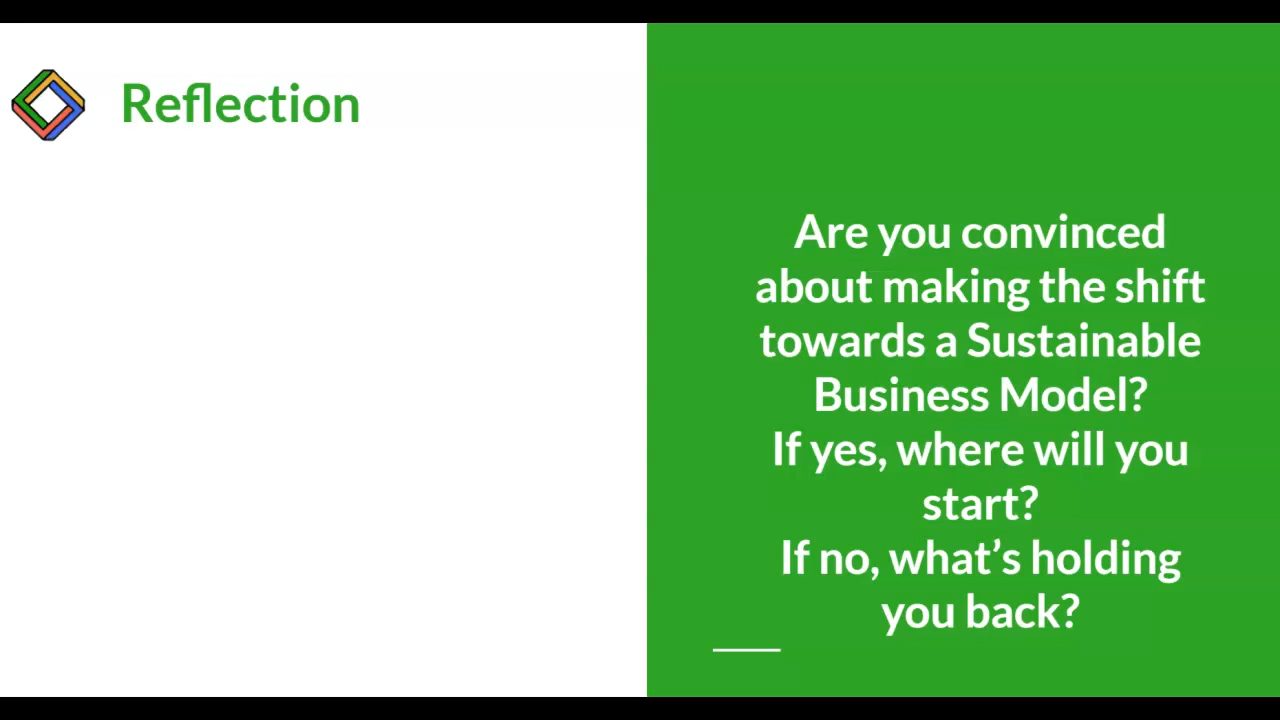 Reflection
Are you convinced
about making the shift
towards a Sustainable
Business Model?
If yes, where will you
start?
If no, what’s holding
you back?